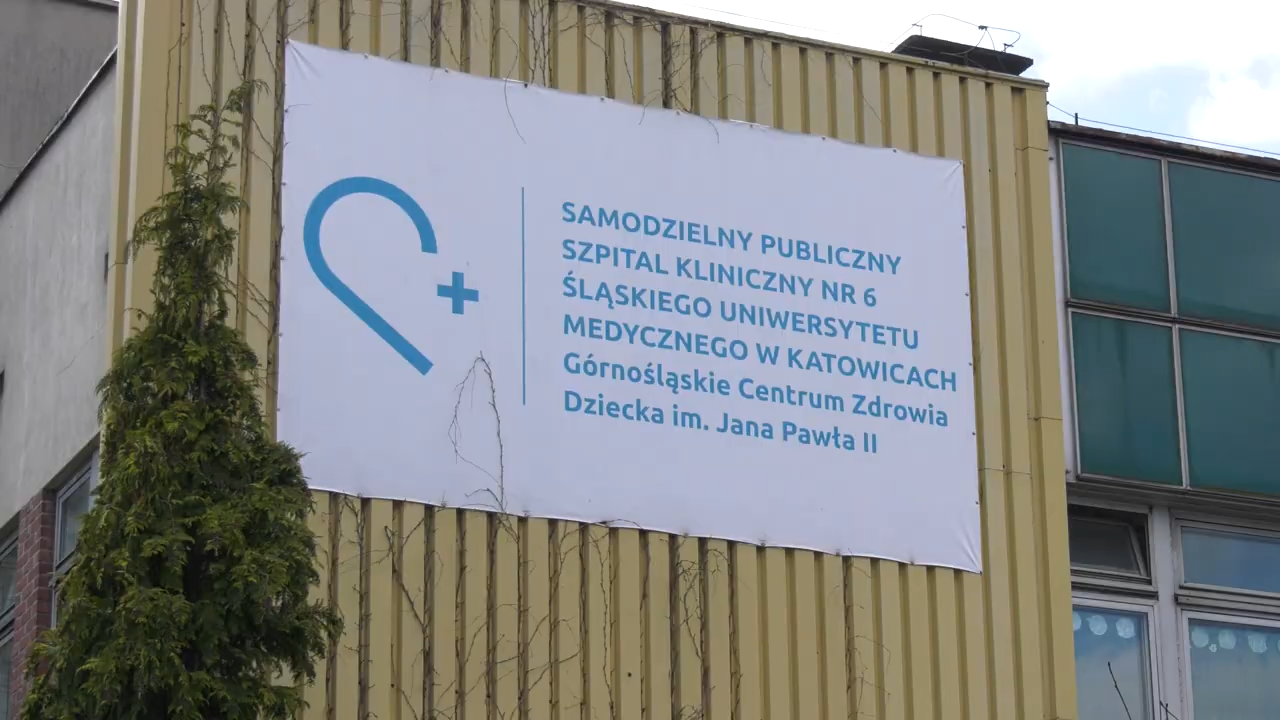 SAMODZIELNY PUBLICZNY
SZPITAL KLINICZNY NR 6
ŚLĄSKIEGO UNIWERSYTETU
MEDYCZNEGO W KATOWICACH
Górnośląskie Centrum Zdrowia
Dziecka im. Jana Pawła II